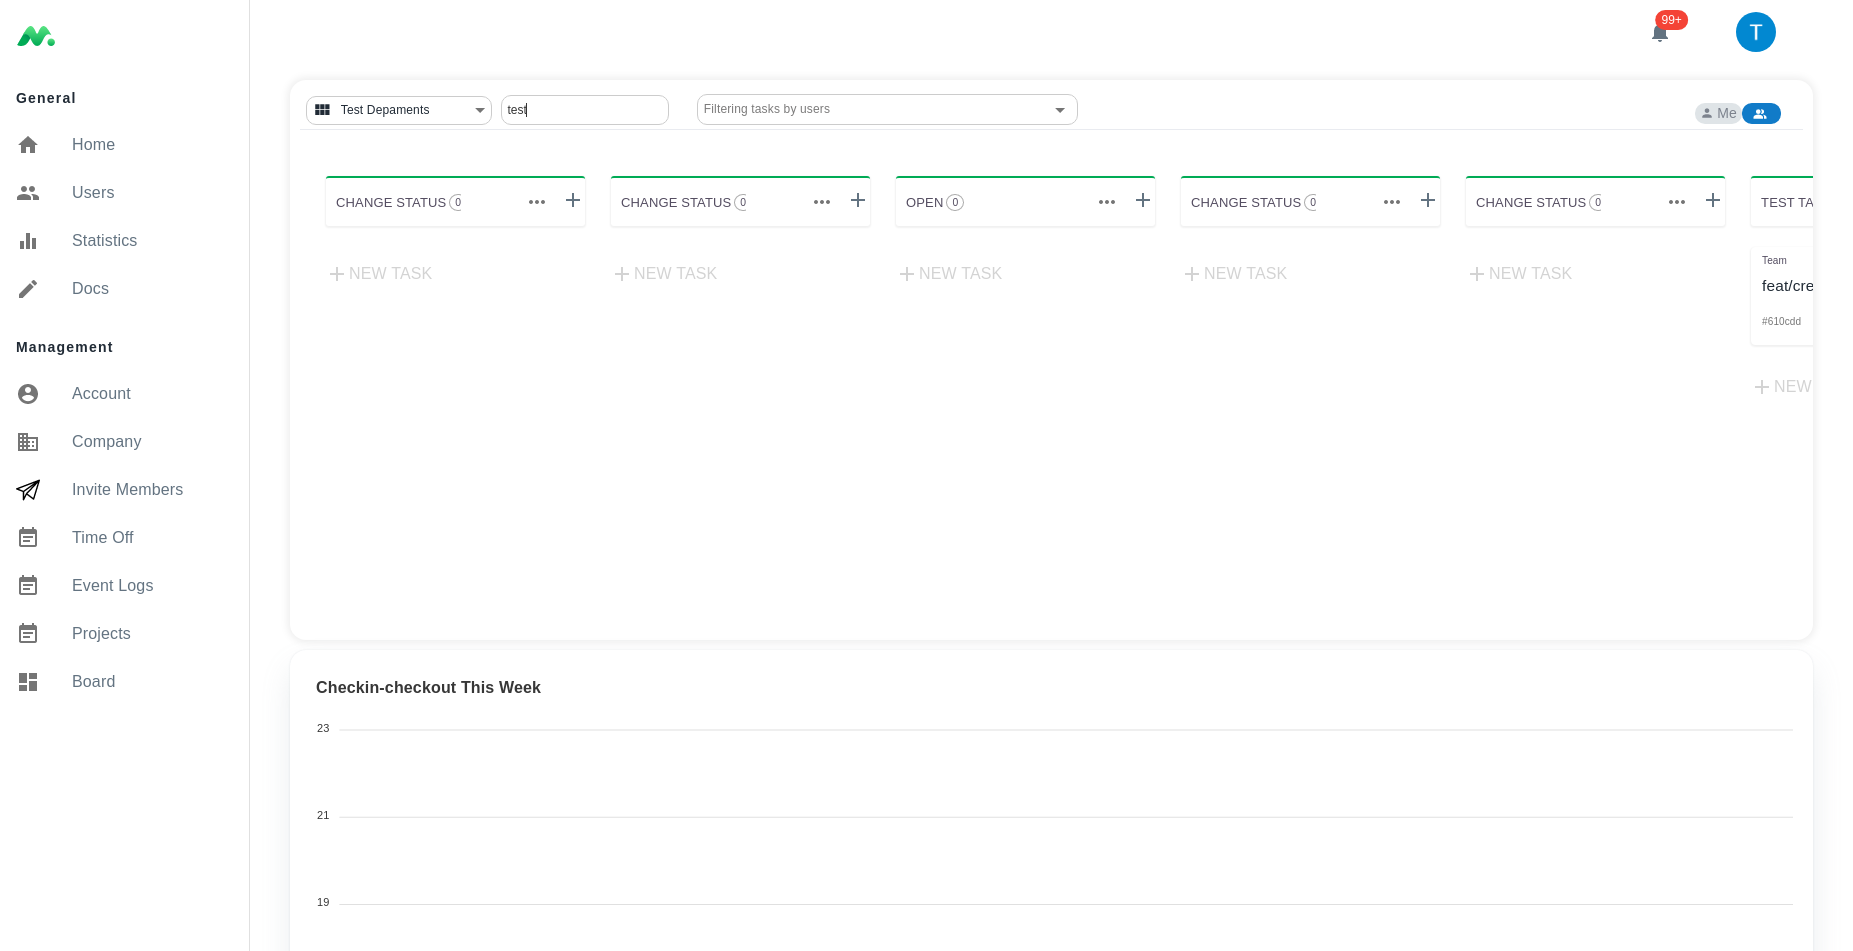 99+
T
General
Home
Users
Statistics
Docs
Management
Account
Company
Invite Members
Time Off
Event Logs
Projects
Board
Test Depaments
test
Filtering tasks by users
Me
CHANGE STATUS 0
CHANGE STATUS 0
OPEN 0
CHANGE STATUS 0
CHANGE STATUS 0
TEST TA
NEW TASK
NEW TASK
NEW TASK
NEW TASK
NEW TASK
Team
feat/cre
#610cdd
NEW
Checkin-checkout This Week
23
21
19